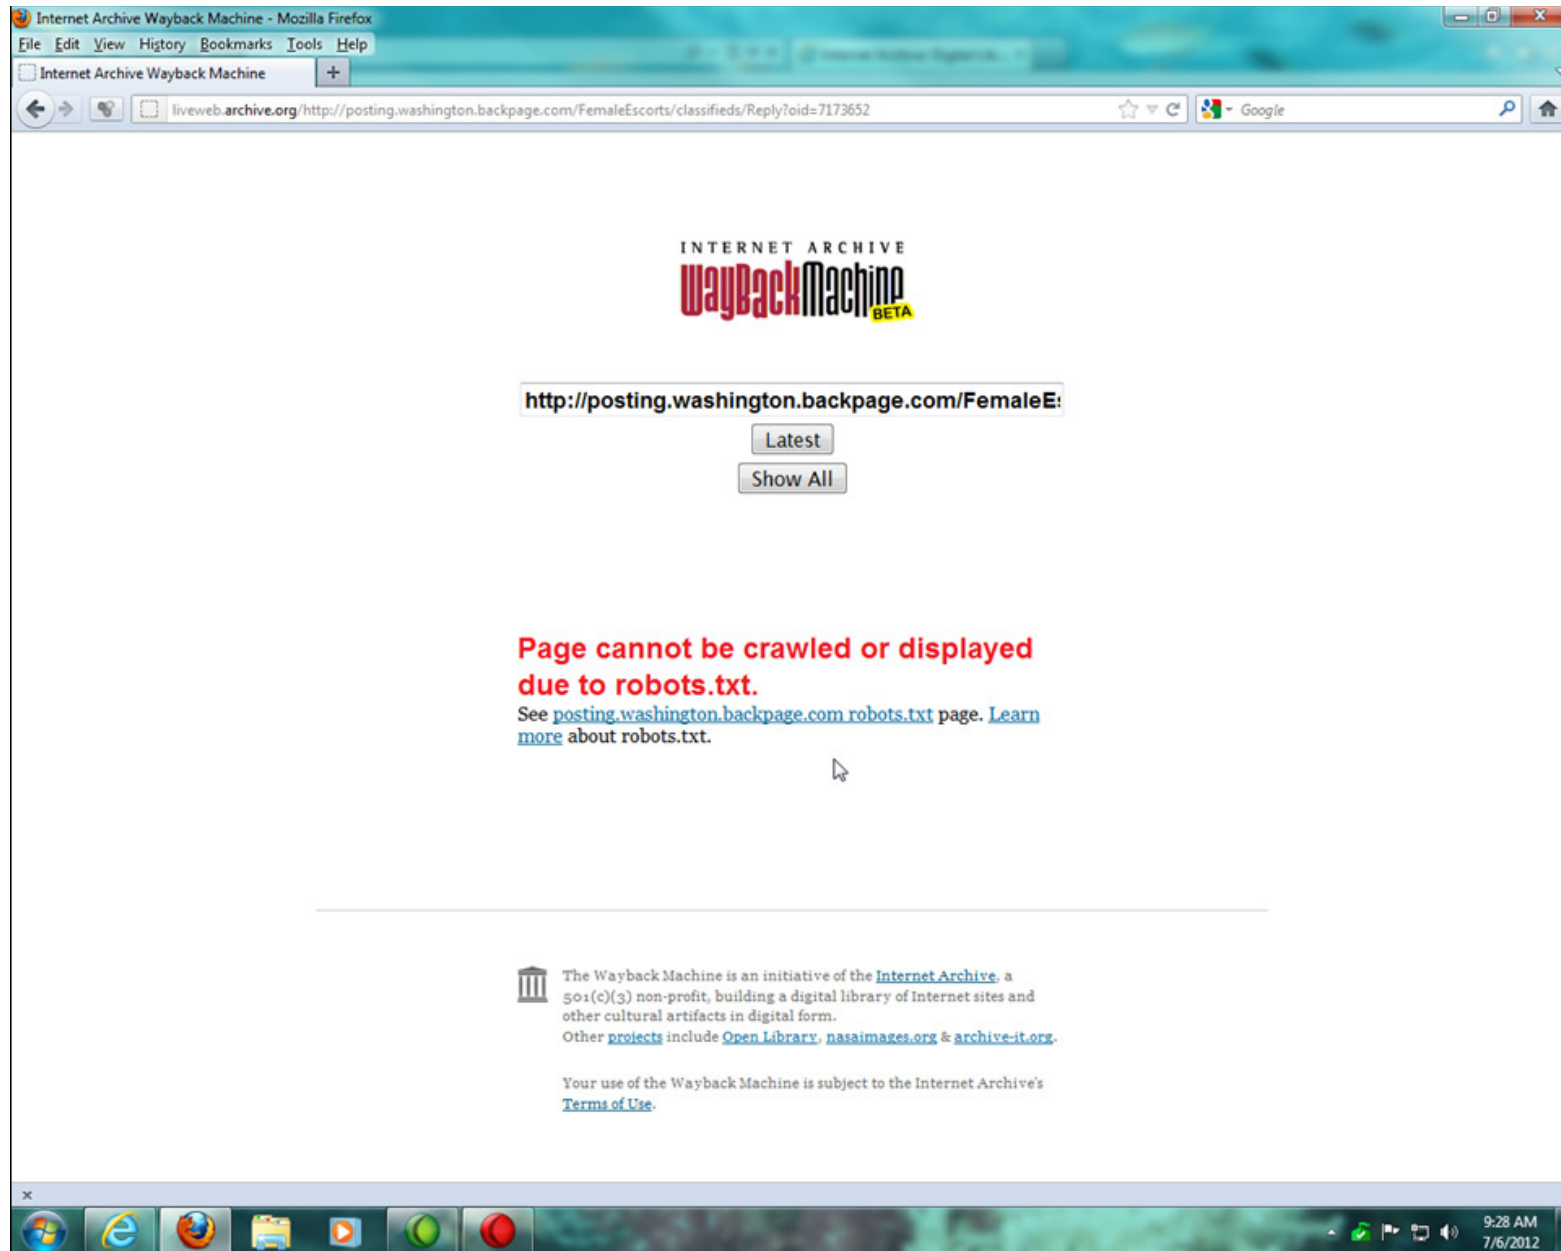 Internet Archive Wayback Machine - Mozilla Firefox
File Edit View History Bookmarks Tools Help
Internet Archive Wayback Machine +
liveweb.archive.org/http://posting.washington.backpage.com/FemaleEscorts/classifieds/Reply?oid=7173652 Google
INTERNET ARCHIVE
WayBackMachine
BETA
http://posting.washington.backpage.com/FemaleEs
Latest
Show All
Page cannot be crawled or displayed
due to robots.txt.
See posting.washington.backpage.com robots.txt page. Learn
more about robots.txt.
The Wayback Machine is an initiative of the Internet Archive, a
501(c)(3) non-profit, building a digital library of Internet sites and
other cultural artifacts in digital form.
Other projects include Open Library, nasaimages.org & archive-it.org.
Your use of the Wayback Machine is subject to the Internet Archive's
Terms of Use.
9:28 AM
7/6/2012